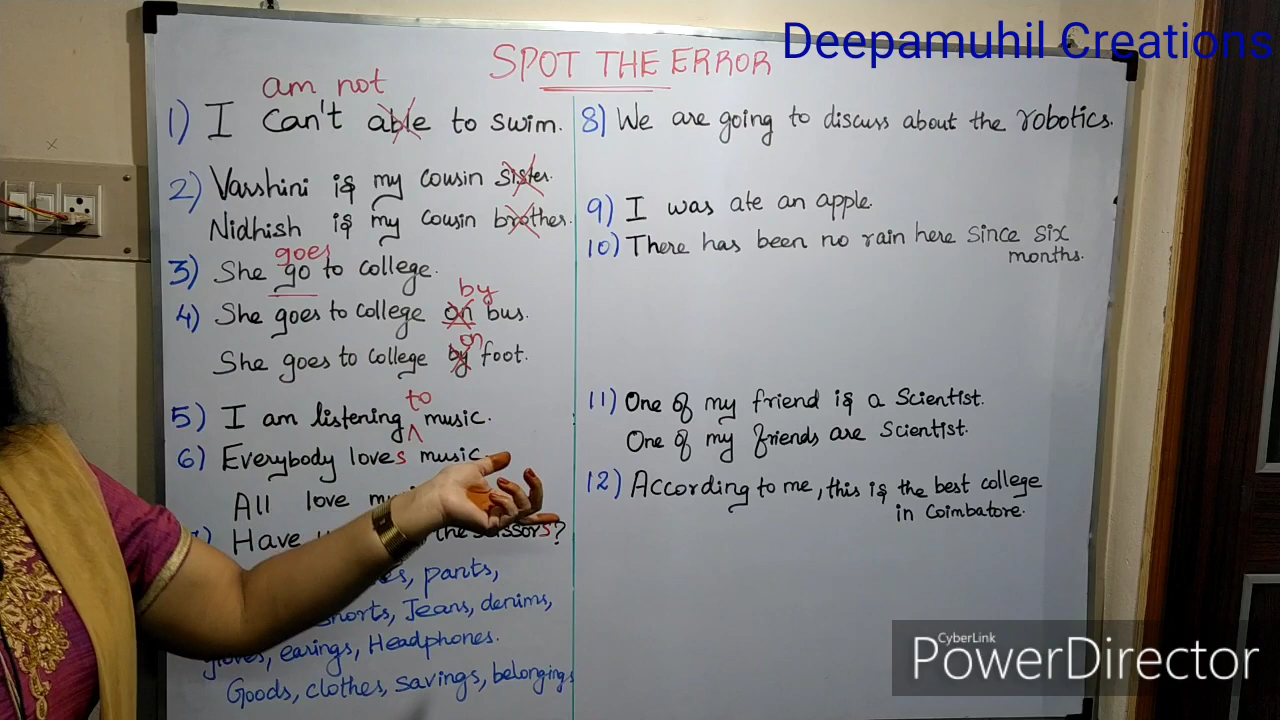 Deepamuhil Creations
SPOT THE ERROR
am not
1) I can't able to swim.
2) Varshini is my cousin sister.
Nidhish is my cousin brother.
goes
3) She go to college.
by
4) She goes to college on bus.
on
She goes to college by foot.
to
5) I am listening music.
6) Everybody loves music.
All love
Have the scissors?
pants,
shorts, Jeans, denims,
gloves, earings, Headphones.
Goods, clothes, savings, belongings
8) We are going to discuss about the robotics.
9) I was ate an apple.
10) There has been no rain here since six
months.
11) One of my friend is a Scientist.
One of my friends are Scientist.
12) According to me, this is the best college
in Coimbatore.
CyberLink
PowerDirector